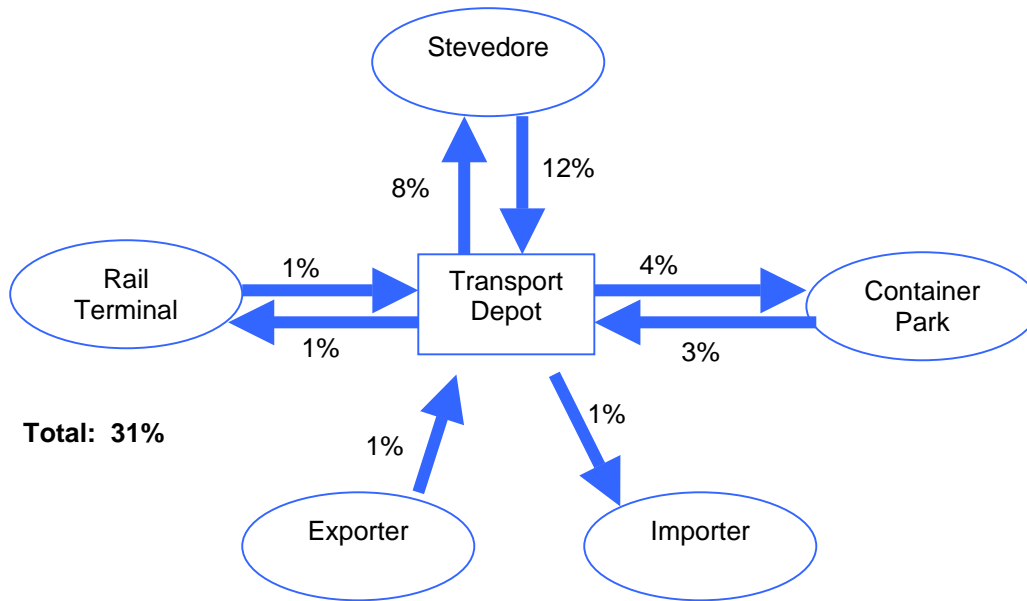 Stevedore
8%
12%
Rail
Terminal
1%
1%
Transport
Depot
4%
3%
Container
Park
Total:  31%
1%
1%
Exporter
Importer